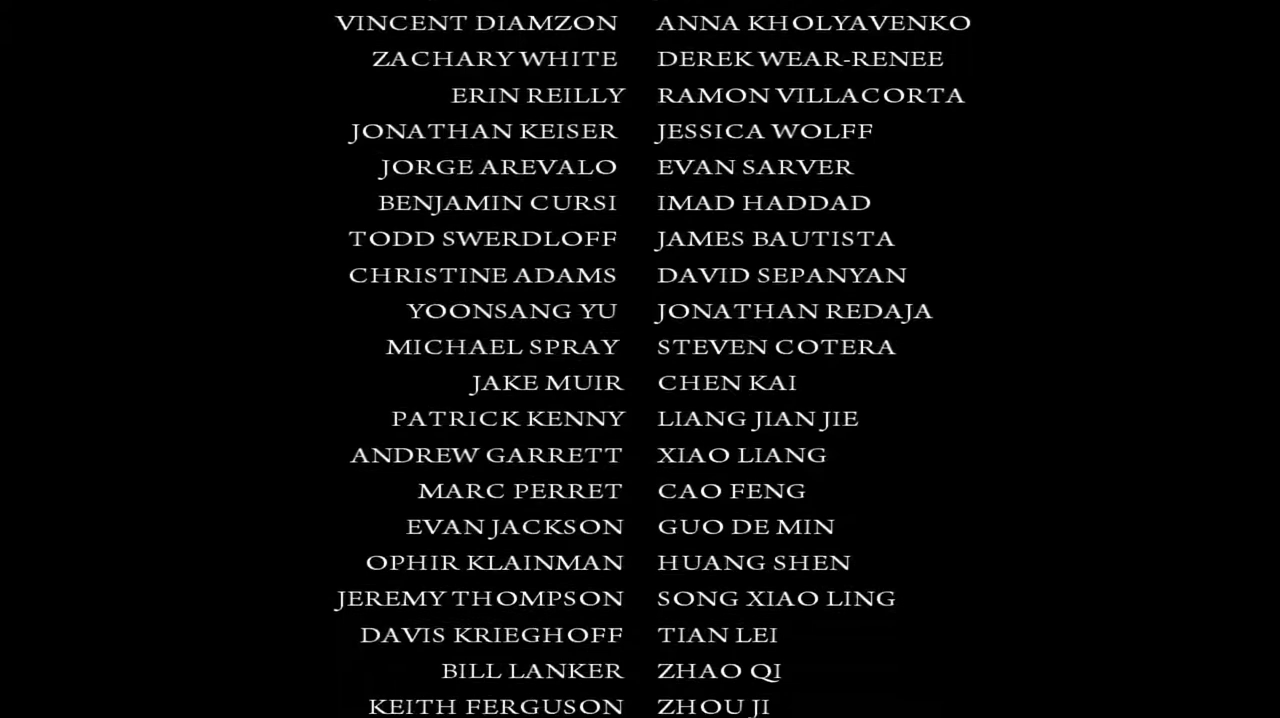 VINCENT DIAMZON ANNA KHOLYAVENKO
ZACHARY WHITE DEREK WEAR-RENEE
ERIN REILLY RAMON VILLACORTA
JONATHAN KEISER JESSICA WOLFF
JORGE AREVALO EVAN SARVER
BENJAMIN CURSI IMAD HADDAD
TODD SWERDLOFF JAMES BAUTISTA
CHRISTINE ADAMS DAVID SEPANYAN
YOONSANG YU JONATHAN REDAJA
MICHAEL SPRAY STEVEN COTERA
JAKE MUIR CHEN KAI
PATRICK KENNY LIANG JIAN JIE
ANDREW GARRETT XIAO LIANG
MARC PERRET CAO FENG
EVAN JACKSON GUO DE MIN
OPHIR KLAINMAN HUANG SHEN
JEREMY THOMPSON SONG XIAO LING
DAVIS KRIEGHOFF TIAN LEI
BILL LANKER ZHAO QI
KEITH FERGUSON ZHOU JI